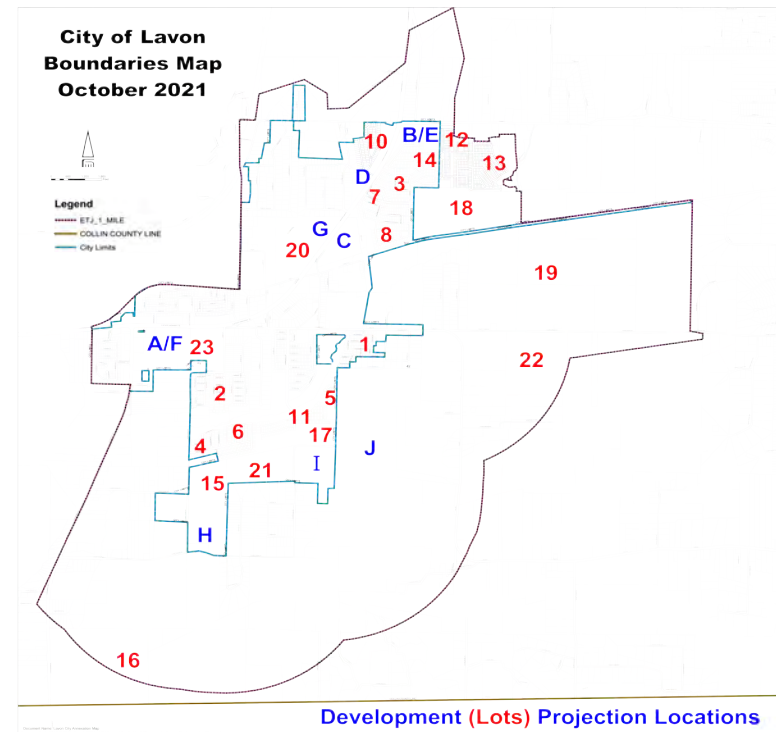 City of Lavon
Boundaries Map
October 2021
Legend
ETJ_1_MILE
COLLIN COUNTY LINE
City Limits
10
B/E
12
14
13
D
3
7
18
G
C
8
20
19
A/F
23
1
22
2
5
11
6
17
4
J
I
21
15
H
16
Development (Lots) Projection Locations